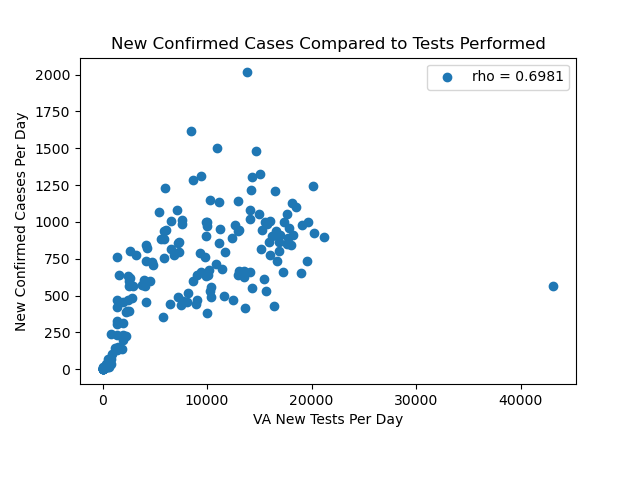 New Confirmed Cases Compared to Tests Performed
rho = 0.6981
2000
1750
1500
1250
1000
750
500
250
0
New Confirmed Caeses Per Day
0 10000 20000 30000 40000
VA New Tests Per Day